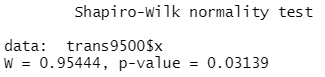 Shapiro-Wilk normality test
data:  trans9500$x
W = 0.95444, p-value = 0.03139